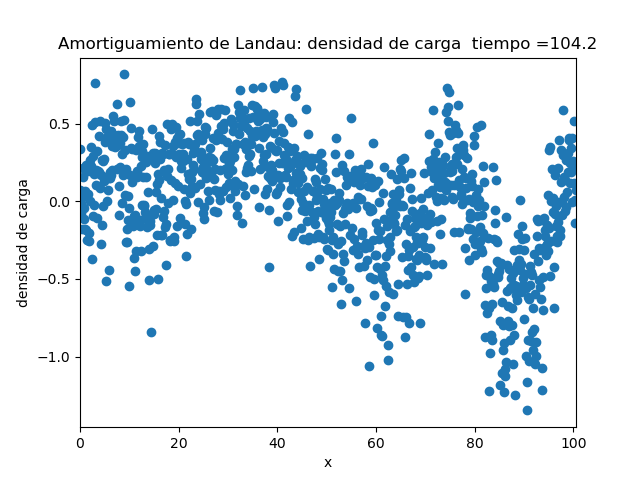 Amortiguamiento de Landau: densidad de carga  tiempo =104.2
densidad de carga
0.5
0.0
−0.5
−1.0
0 20 40 60 80 100
x